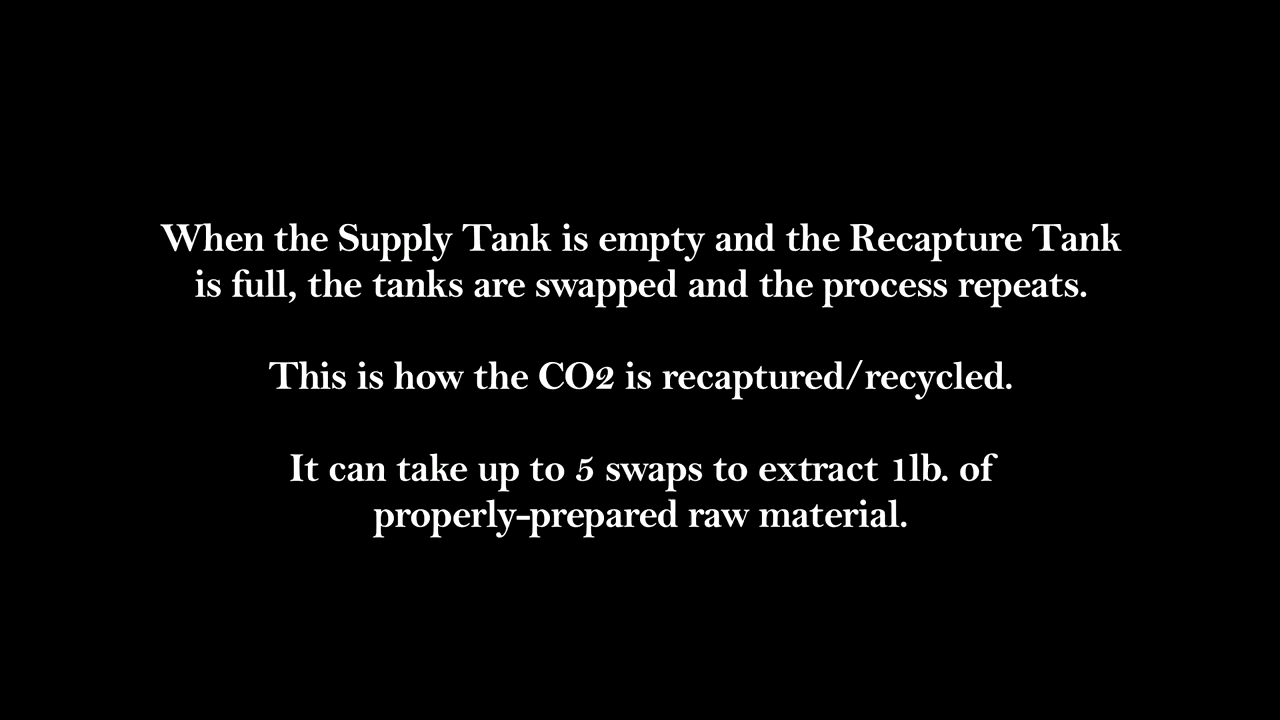 When the Supply Tank is empty and the Recapture Tank
is full, the tanks are swapped and the process repeats.
This is how the CO2 is recaptured/recycled.
It can take up to 5 swaps to extract 1lb. of
properly-prepared raw material.